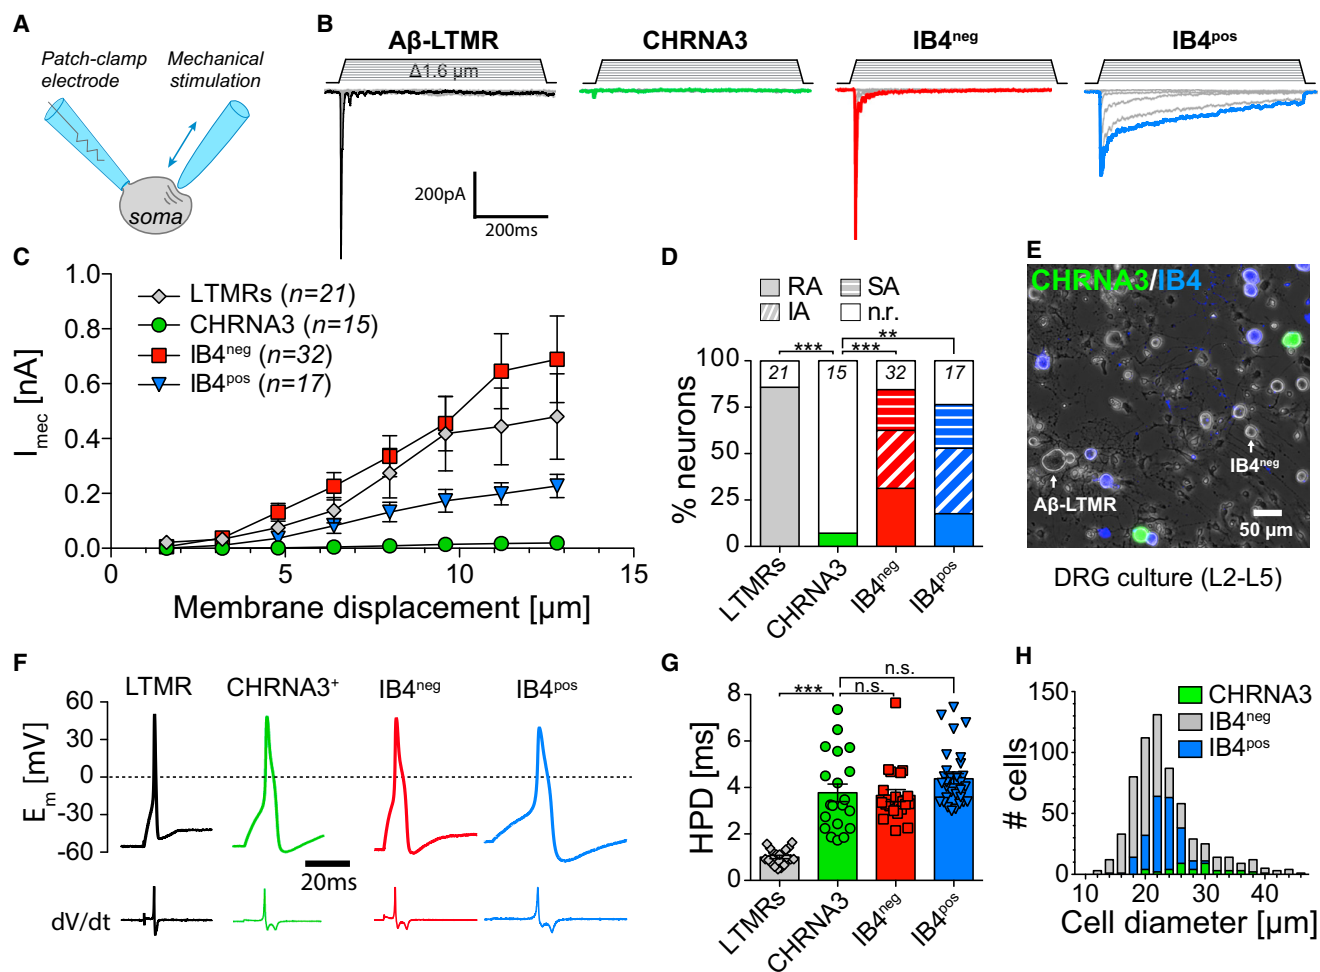 A
Patch-clamp electrode
Mechanical stimulation
soma
B
Aβ-LTMR
CHRNA3
IB4neg
IB4pos
Δ1.6 µm
200pA
200ms
C
Imec [nA]
1.0
0.8
0.6
0.4
0.2
0.0
LTMRs (n=21)
CHRNA3 (n=15)
IB4neg (n=32)
IB4pos (n=17)
0 5 10 15
Membrane displacement [µm]
D
RA
SA
IA
n.r.
**
*** ***
% neurons
100
75
50
25
0
21 15 32 17
LTMRs
CHRNA3
IB4neg
IB4pos
E
CHRNA3/IB4
IB4neg
Aβ-LTMR
50 µm
DRG culture (L2-L5)
F
LTMR
CHRNA3+
IB4neg
IB4pos
Em [mV]
60
30
0
-30
-60
20ms
dV/dt
G
n.s.
*** n.s.
HPD [ms]
8
6
4
2
0
LTMRs
CHRNA3
IB4neg
IB4pos
H
# cells
150
100
50
0
CHRNA3
IB4neg
IB4pos
10 20 30 40
Cell diameter [µm]